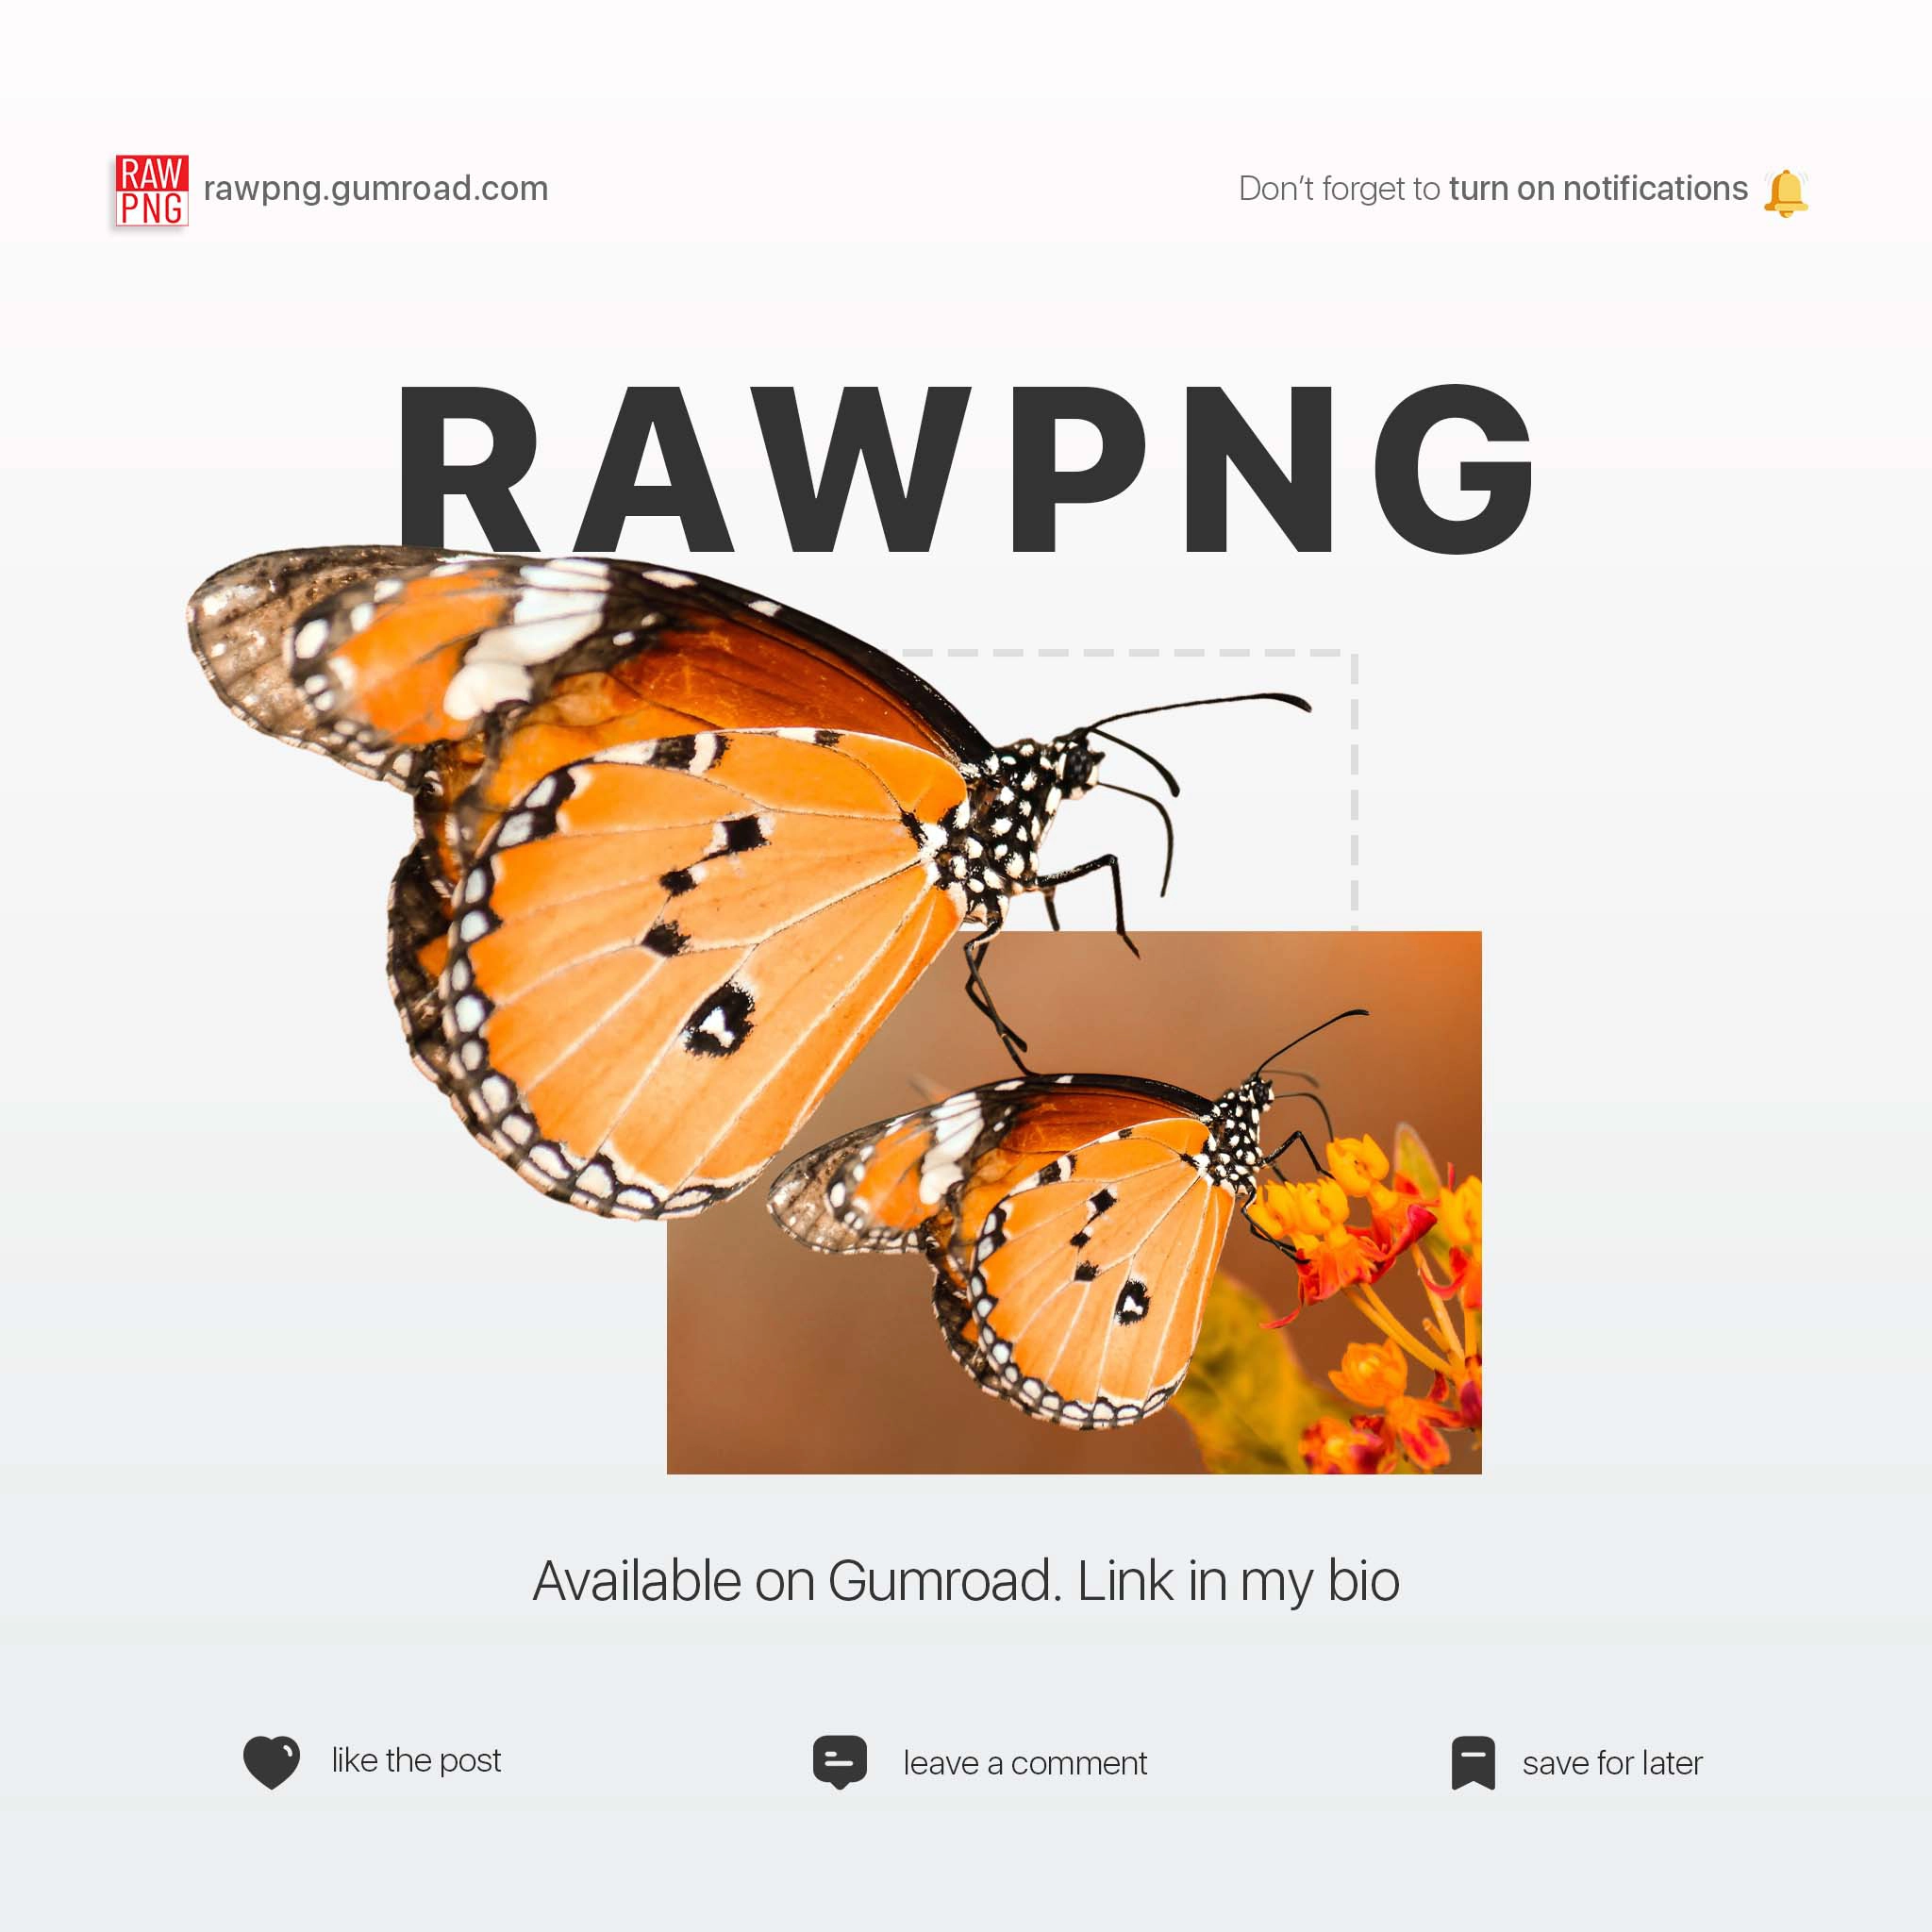 RAW
PNG
rawpng.gumroad.com
Don’t forget to turn on notifications
RAWPNG
Available on Gumroad. Link in my bio
like the post
leave a comment
save for later